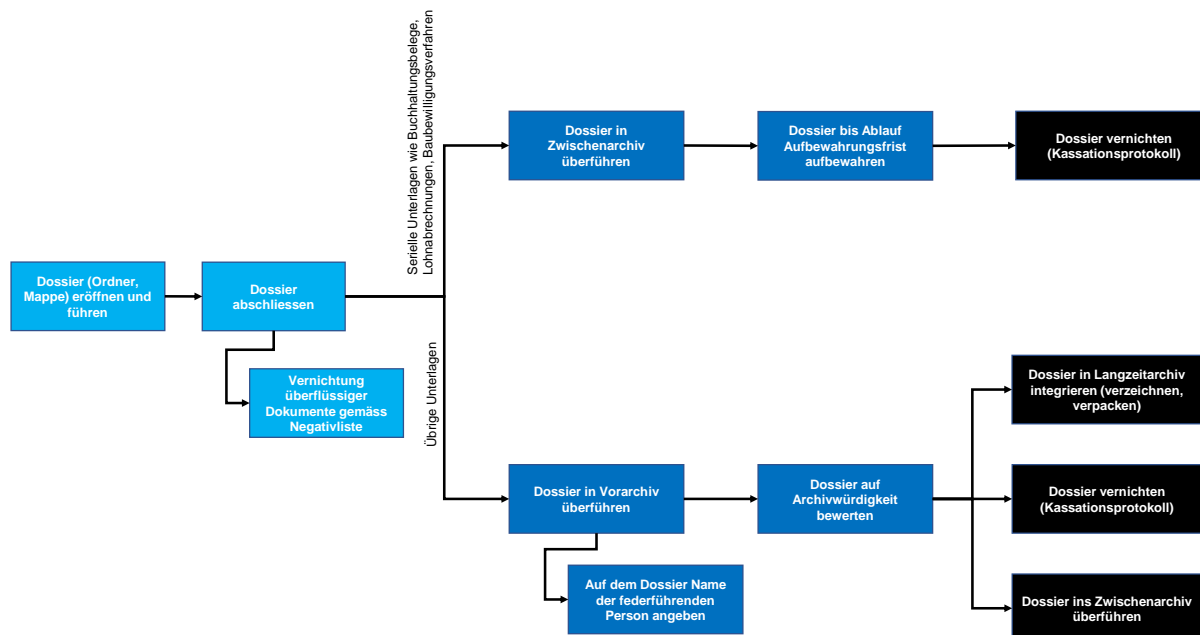 Serielle Unterlagen wie Buchhaltungsbelege,
Lohnabrechnungen, Baubewilligungsverfahren
Dossier in
Zwischenarchiv
überführen
Dossier bis Ablauf
Aufbewahrungsfrist
aufbewahren
Dossier vernichten
(Kassationsprotokoll)
Dossier (Ordner,
Mappe) eröffnen und
führen
Dossier
abschliessen
Vernichtung
überflüssiger
Dokumente gemäss
Negativliste
Übrige Unterlagen
Dossier in Vorarchiv
überführen
Auf dem Dossier Name
der federführenden
Person angeben
Dossier auf
Archivwürdigkeit
bewerten
Dossier in Langzeitarchiv
integrieren (verzeichnen,
verpacken)
Dossier vernichten
(Kassationsprotokoll)
Dossier ins Zwischenarchiv
überführen